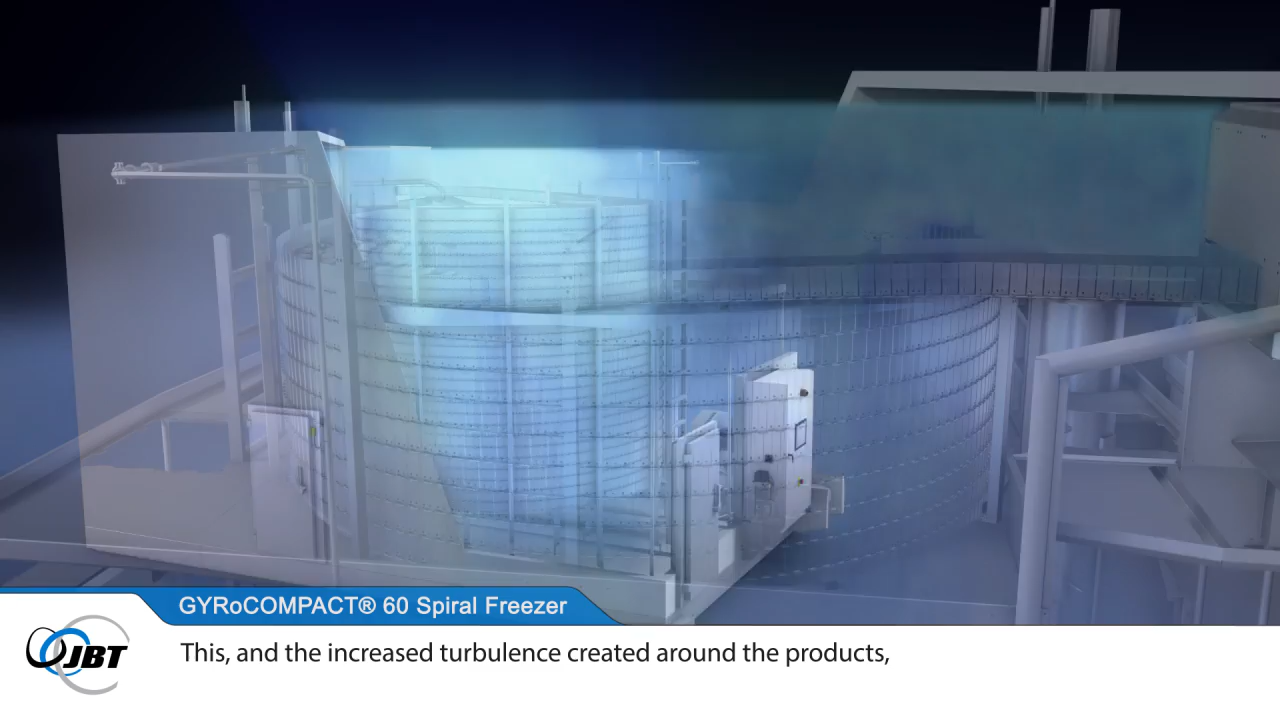 GYRoCOMPACT® 60 Spiral Freezer
JBT
This, and the increased turbulence created around the products,